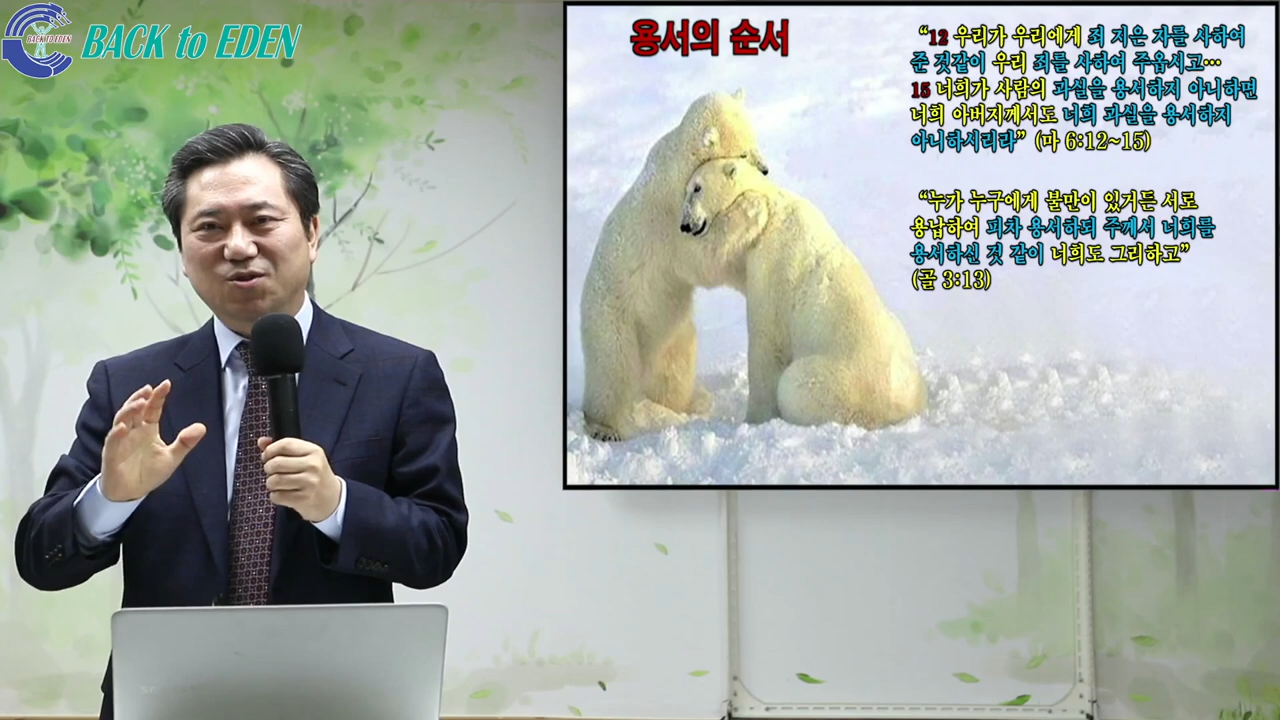 BACK TO EDEN
BACK to EDEN
용서의 순서
“12 우리가 우리에게 죄 지은 자를 사하여
준 것같이 우리 죄를 사하여 주옵시고…
15 너희가 사람의 과실을 용서하지 아니하면
너희 아버지께서도 너희 과실을 용서하지
아니하시리라” (마 6:12~15)
“누가 누구에게 불만이 있거든 서로
용납하여 피차 용서하되 주께서 너희를
용서하신 것 같이 너희도 그리하고”
(골 3:13)